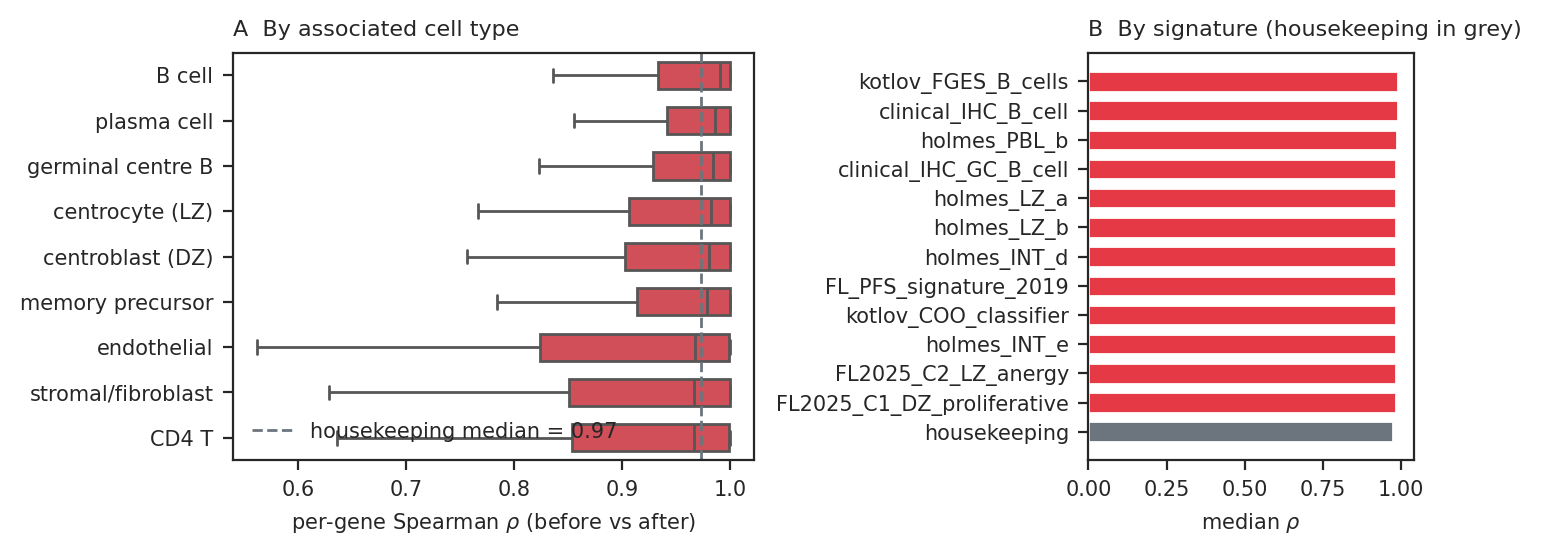 A By associated cell type
B cell
plasma cell
germinal centre B
centrocyte (LZ)
centroblast (DZ)
memory precursor
endothelial
stromal/fibroblast
CD4 T
housekeeping median = 0.97
0.6 0.7 0.8 0.9 1.0
per-gene Spearman ρ (before vs after)
B By signature (housekeeping in grey)
kotlov_FGES_B_cells
clinical_IHC_B_cell
holmes_PBL_b
clinical_IHC_GC_B_cell
holmes_LZ_a
holmes_LZ_b
holmes_INT_d
FL_PFS_signature_2019
kotlov_COO_classifier
holmes_INT_e
FL2025_C2_LZ_anergy
FL2025_C1_DZ_proliferative
housekeeping
0.00 0.25 0.50 0.75 1.00
median ρ